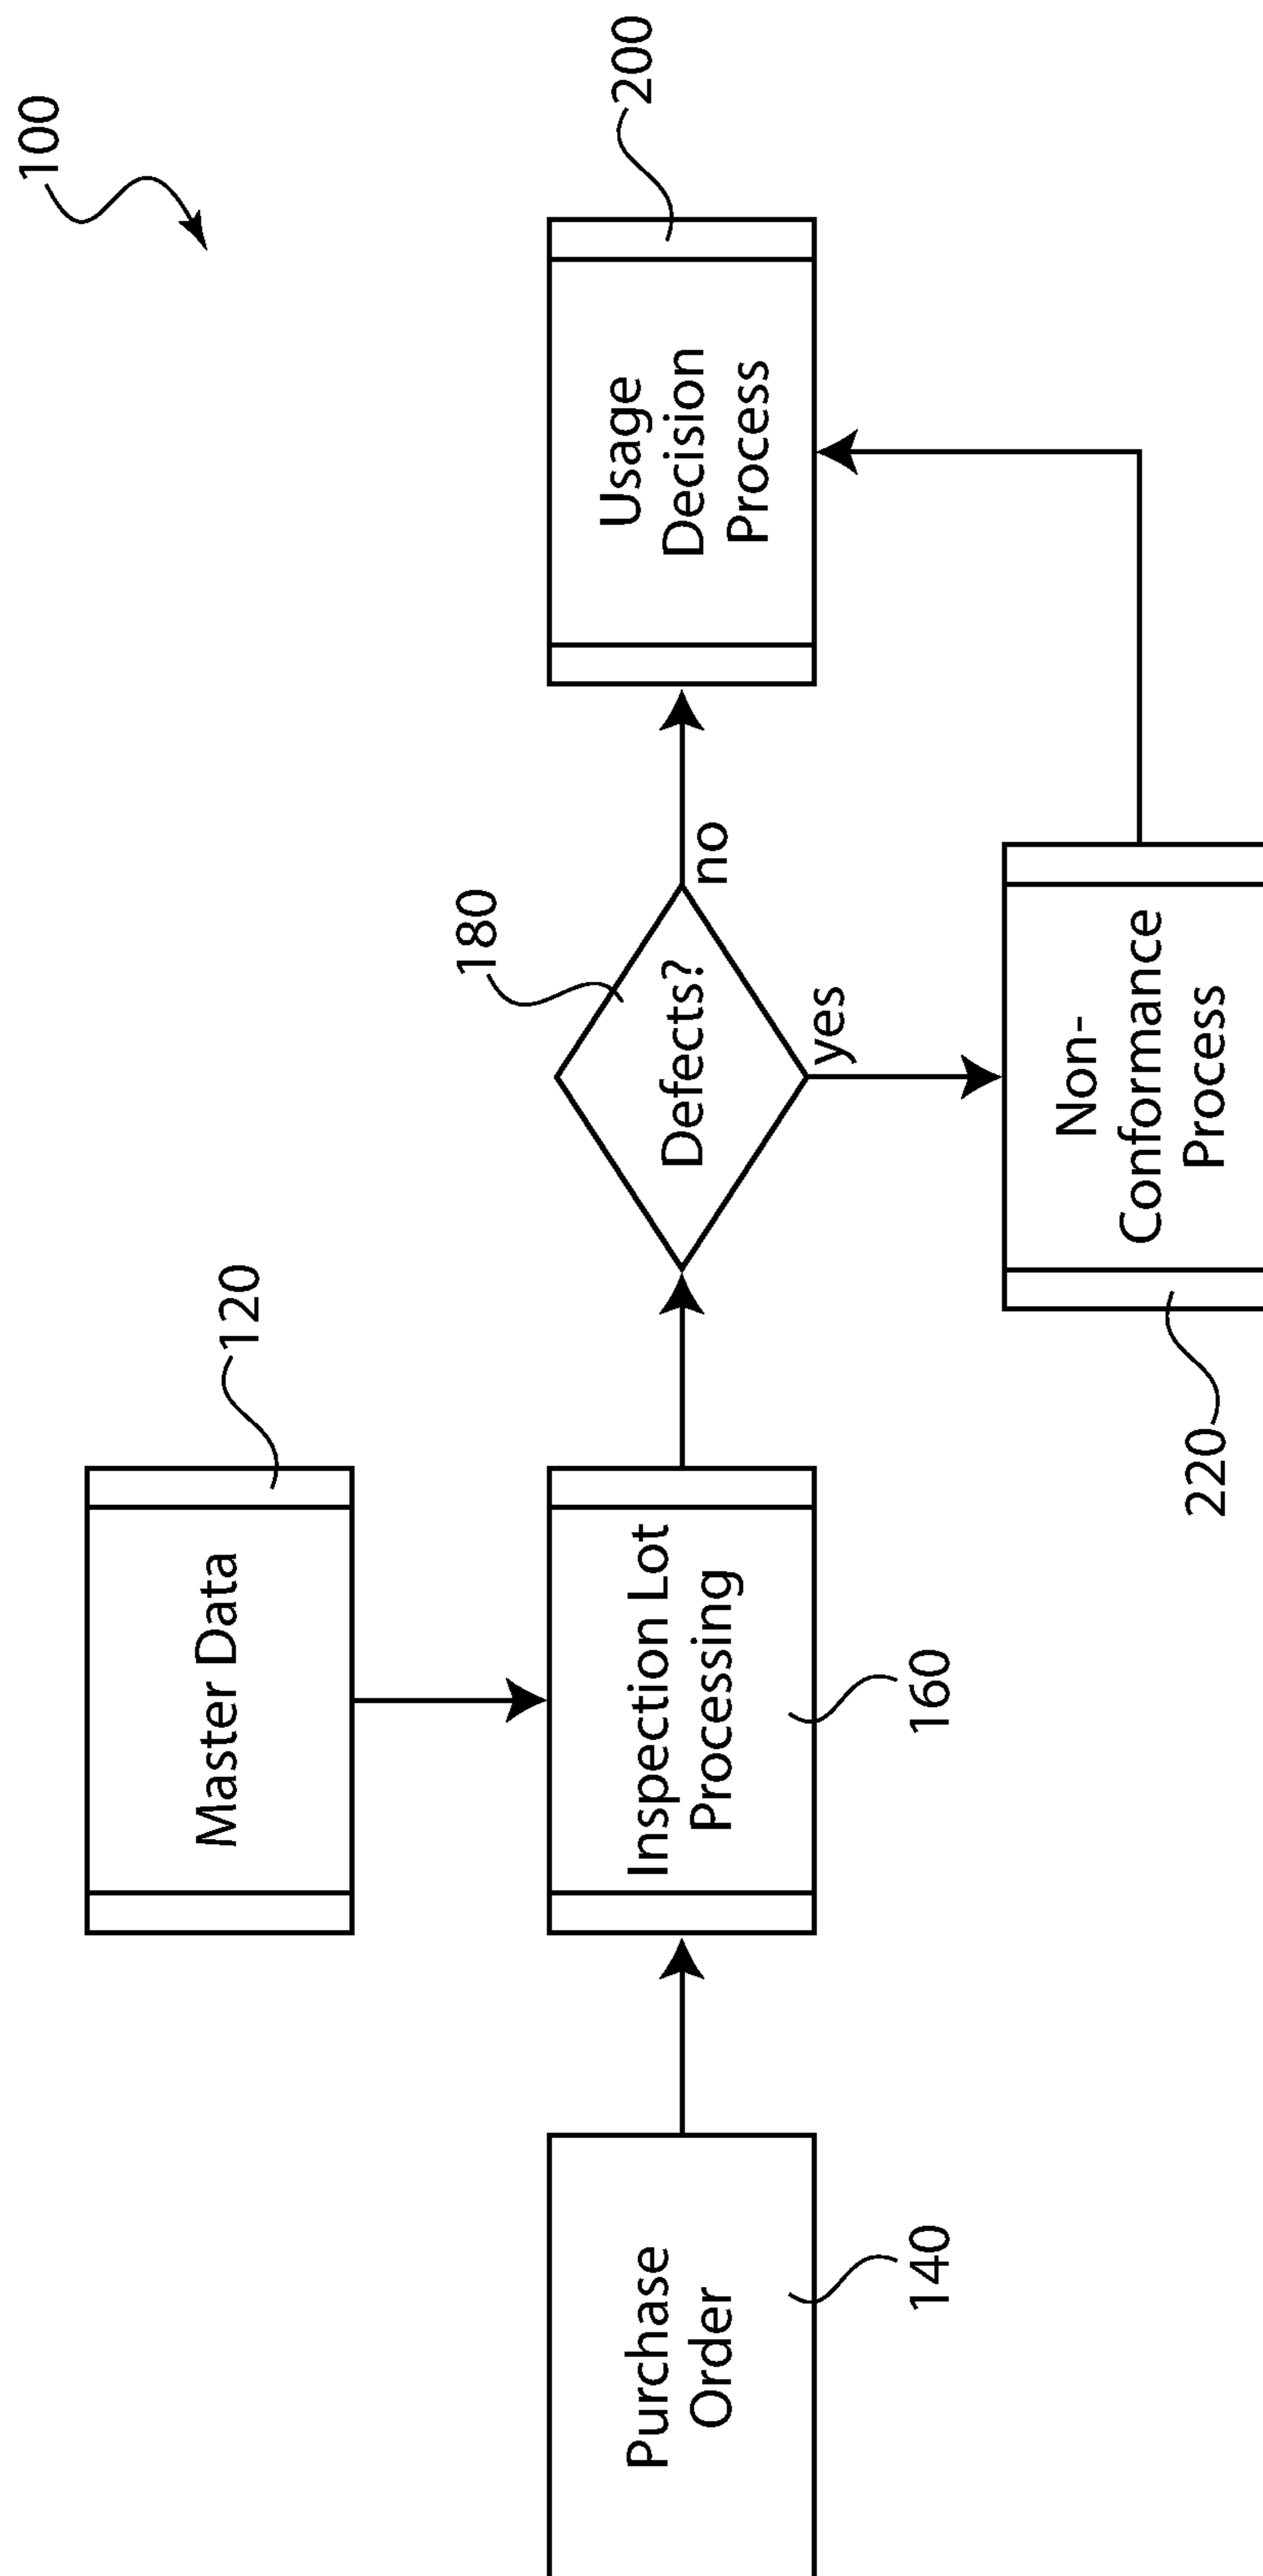 100
Master Data
120
Purchase
Order
140
Inspection Lot
Processing
160
Defects?
180
no
yes
Usage
Decision
Process
200
Non-
Conformance
Process
220